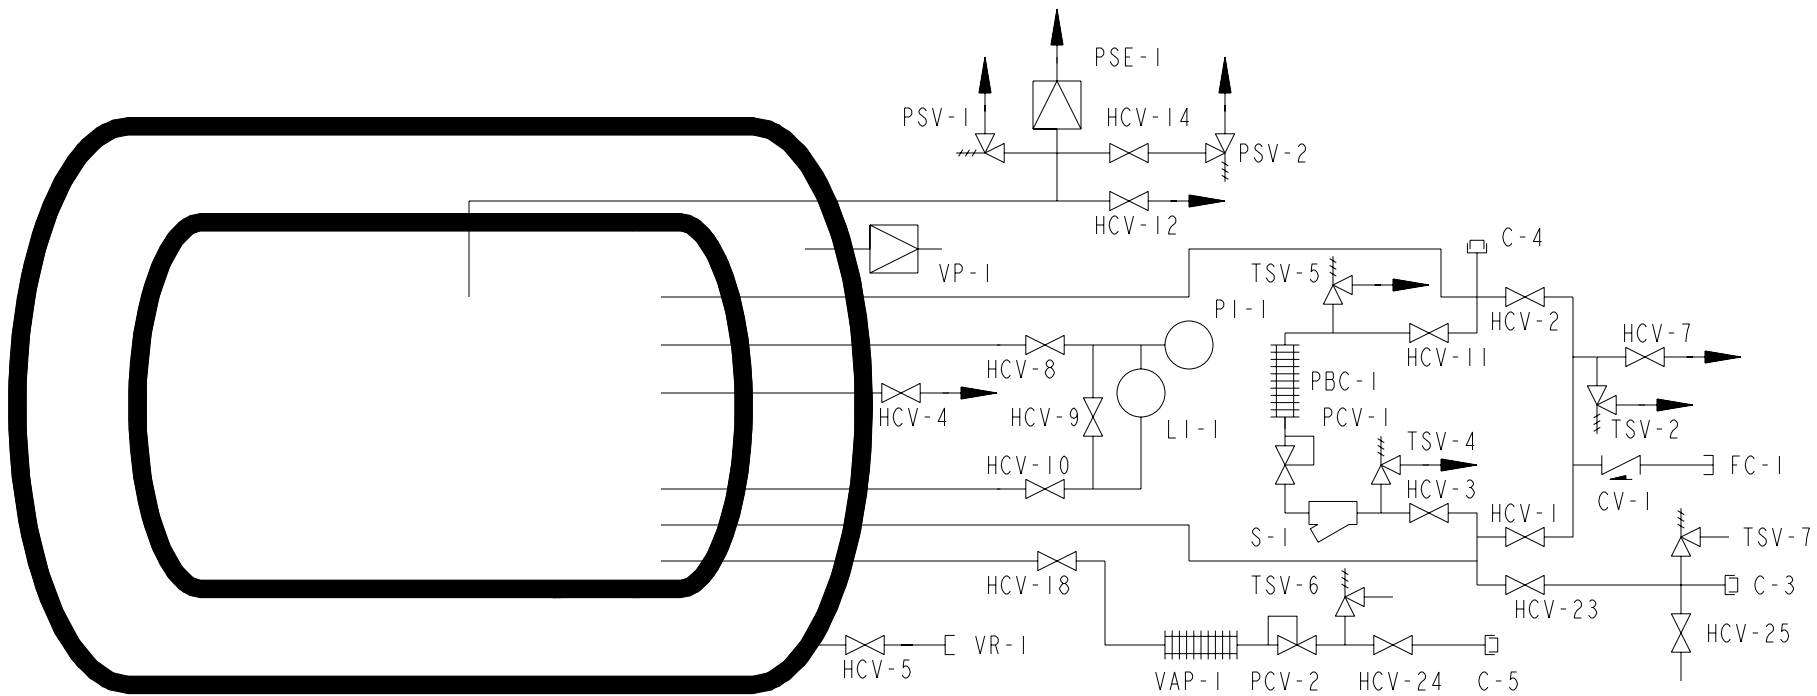 PSE-1
PSV-1
HCV-14
PSV-2
HCV-12
C-4
VP-1
TSV-5
PI-1
HCV-2
HCV-7
HCV-11
HCV-8
PBC-1
HCV-4
HCV-9
PCV-1
LI-1
TSV-2
TSV-4
HCV-10
FC-1
HCV-3
CV-1
HCV-1
S-1
TSV-7
HCV-18
TSV-6
C-3
HCV-23
HCV-25
VR-1
HCV-5
VAP-1
PCV-2
HCV-24
C-5